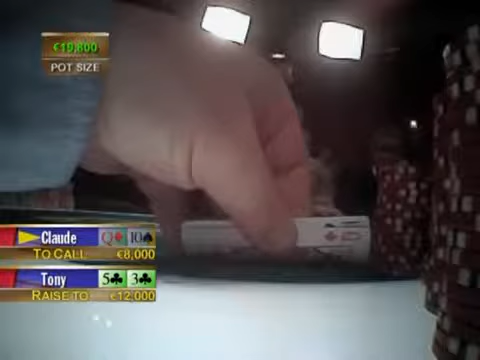 €19,800
POT SIZE
Claude Q♦ 10♠
TO CALL €8,000
Tony 5♣ 3♣
RAISE TO €12,000